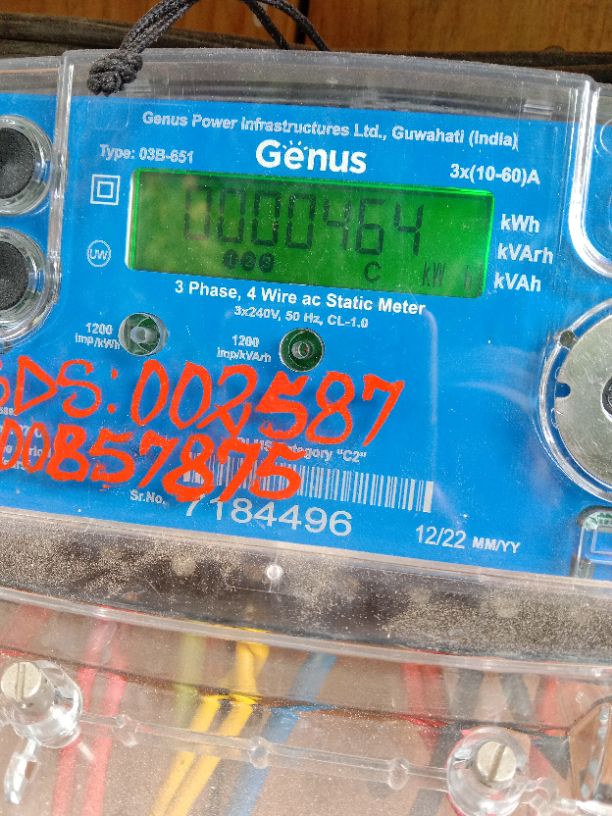 Genus Power Infrastructures Ltd., Guwahati (India)
Type: 03B-651
Genus
3x(10-60)A
0000464
C kW h
kWh
kVArh
kVAh
UW
3 Phase, 4 Wire ac Static Meter
3x240V, 50 Hz, CL-1.0
1200
imp/kWh
1200
imp/kVArh
SDS: 002587
00857875
Category "C2"
Sr.No. 7184496
12/22 MM/YY